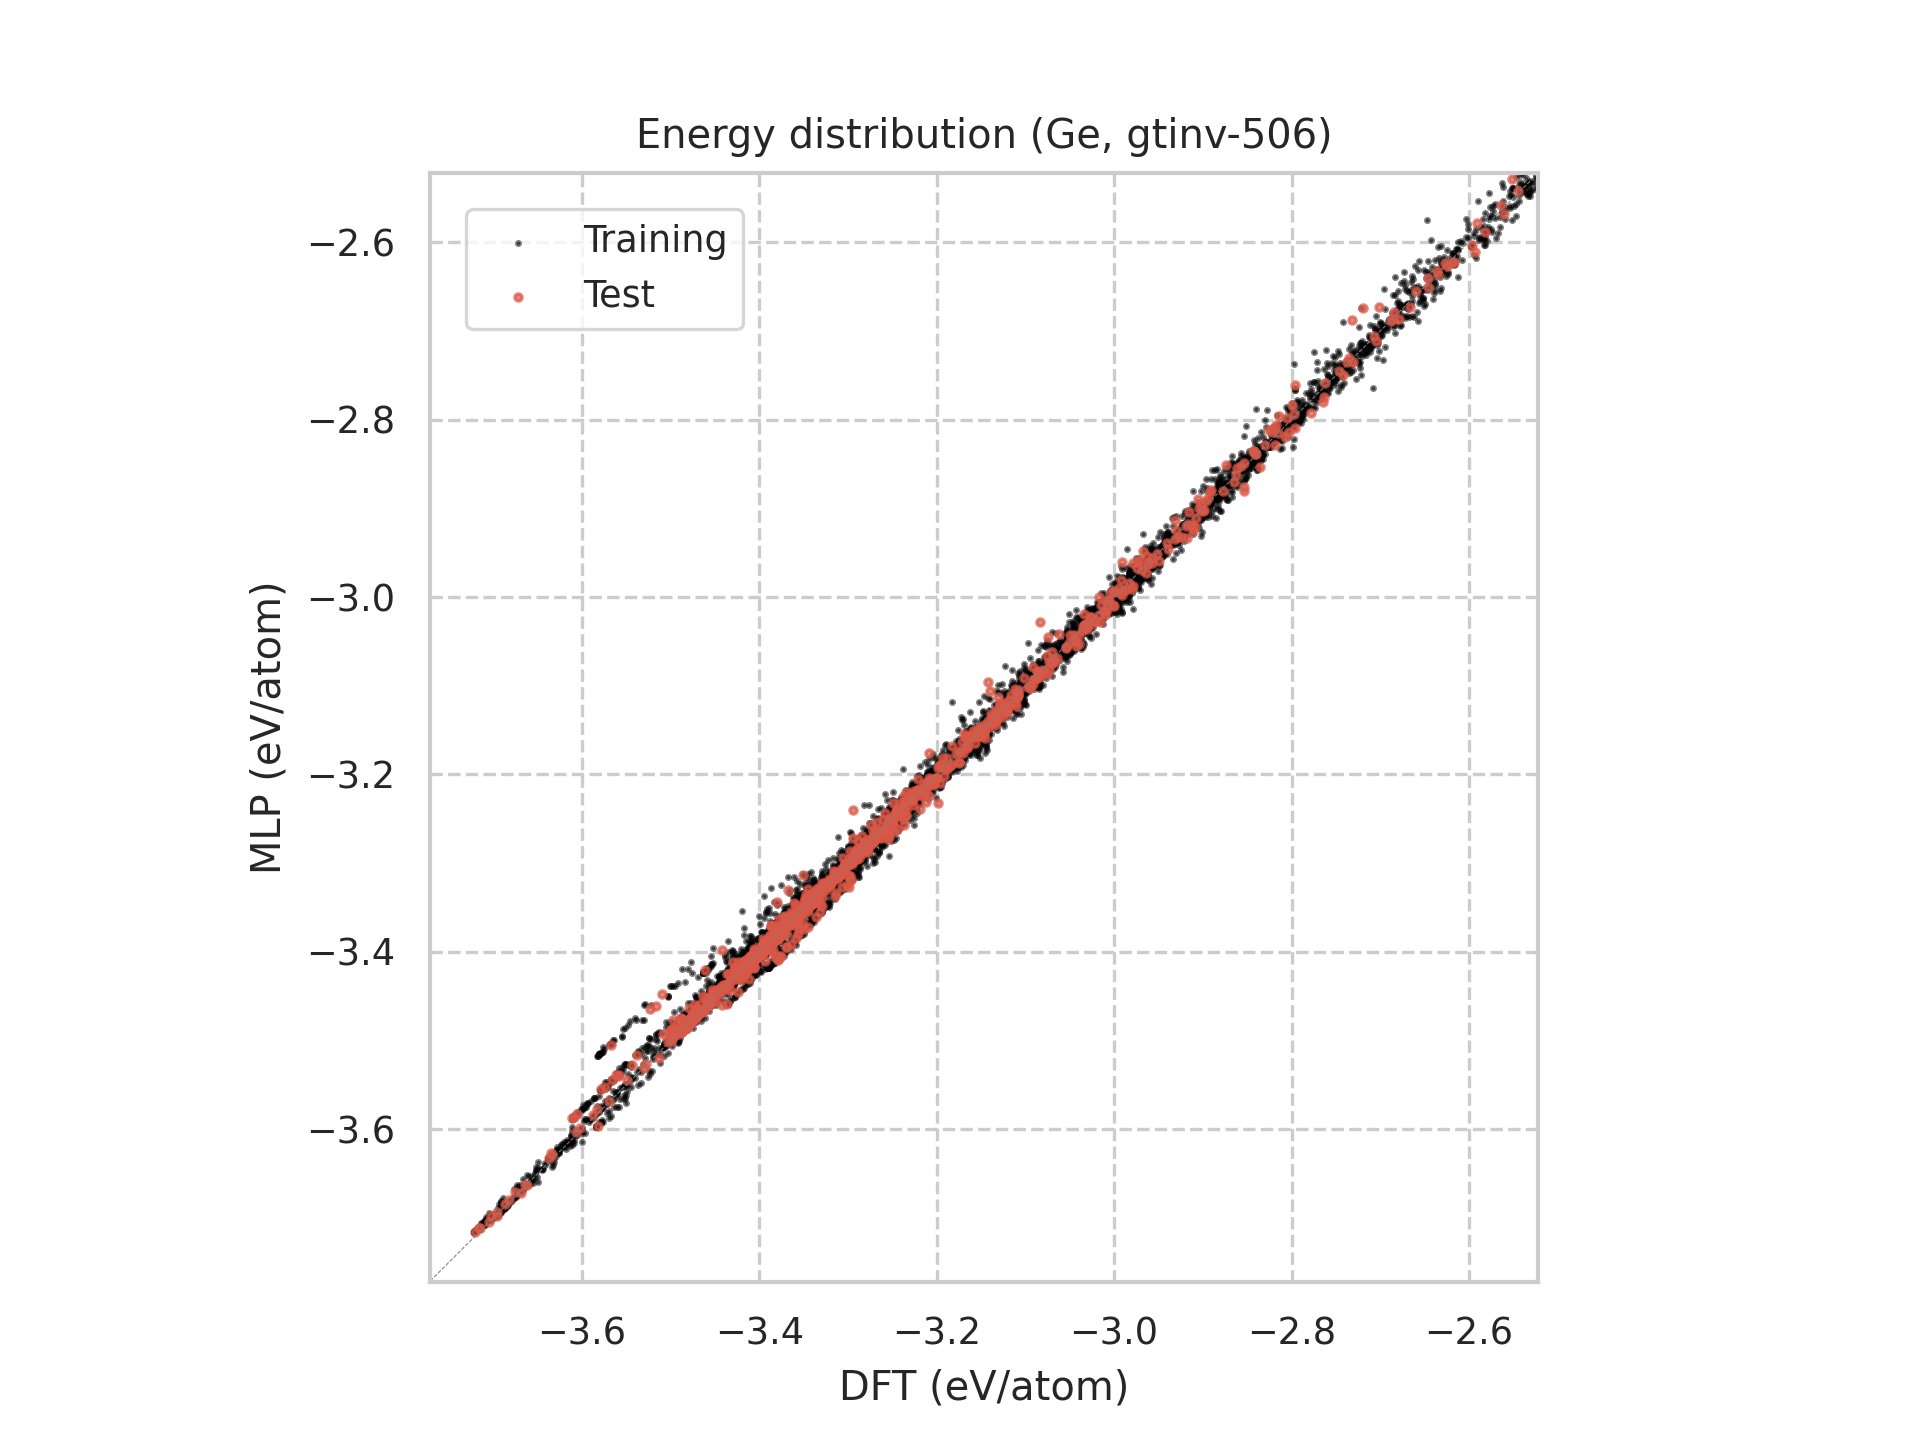 Energy distribution (Ge, gtinv-506)
Training
Test
MLP (eV/atom)
−2.6
−2.8
−3.0
−3.2
−3.4
−3.6
−3.6 −3.4 −3.2 −3.0 −2.8 −2.6
DFT (eV/atom)